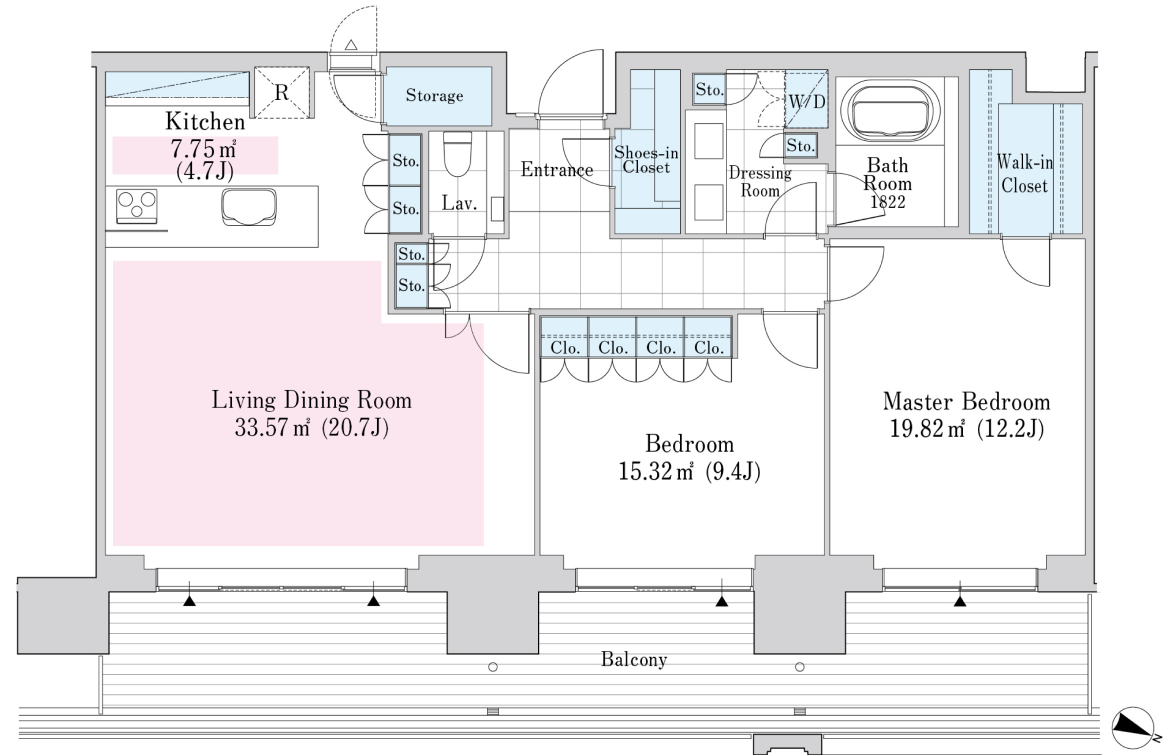 Kitchen
7.75㎡
(4.7J)
R
Storage
Sto.
Sto.
Lav.
Sto.
Sto.
Entrance
Shoes-in
Closet
Sto.
W/D
Sto.
Dressing
Room
Bath
Room
1822
Walk-in
Closet
Living Dining Room
33.57㎡ (20.7J)
Clo.
Clo.
Clo.
Clo.
Bedroom
15.32㎡ (9.4J)
Master Bedroom
19.82㎡ (12.2J)
Balcony
N